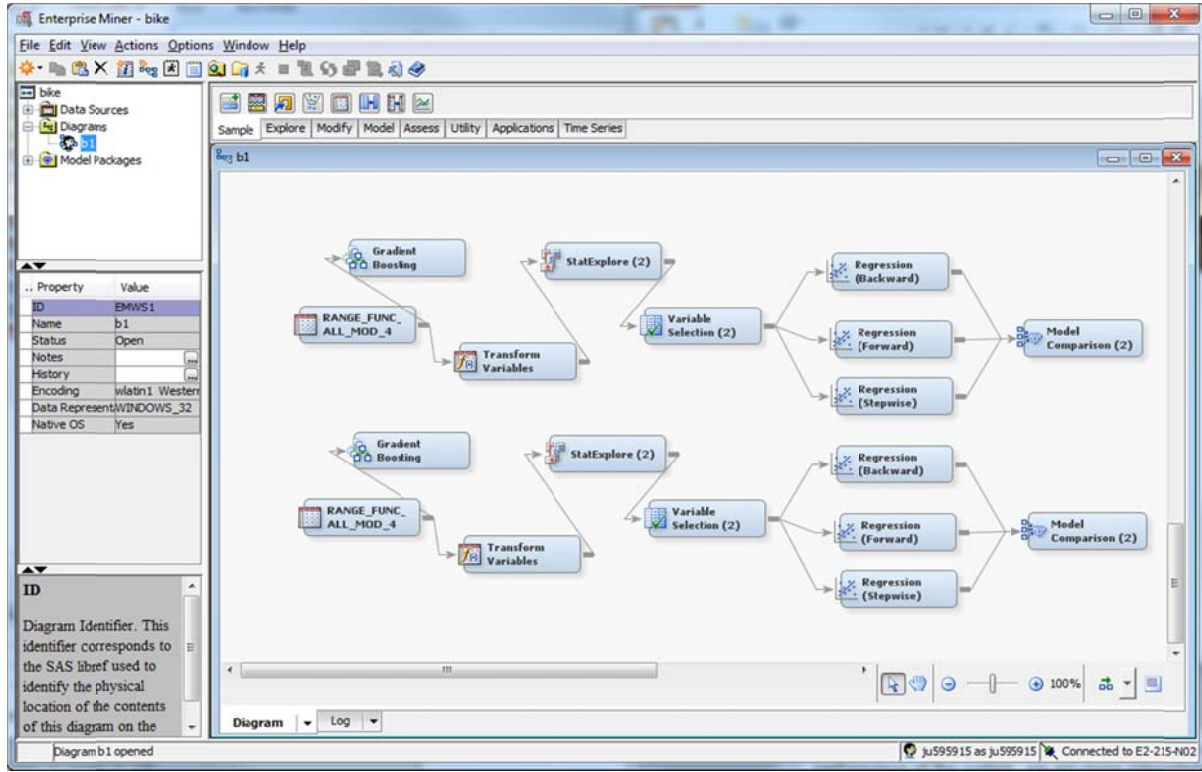 Enterprise Miner - bike
File Edit View Actions Options Window Help
bike
Data Sources
Diagrams
b1
Model Packages
Sample Explore Modify Model Assess Utility Applications Time Series
b1
.. Property Value
ID EMWS1
Name b1
Status Open
Notes
History
Encoding wlatin1 Western
Data Represent WINDOWS_32
Native OS Yes
ID
Diagram Identifier. This
identifier corresponds to
the SAS libref used to
identify the physical
location of the contents
of this diagram on the
Gradient
Boosting
RANGE_FUNC_
ALL_MOD_4
Transform
Variables
StatExplore (2)
Variable
Selection (2)
Regression
(Backward)
Regression
(Forward)
Regression
(Stepwise)
Model
Comparison (2)
Gradient
Boosting
RANGE_FUNC_
ALL_MOD_4
Transform
Variables
StatExplore (2)
Variable
Selection (2)
Regression
(Backward)
Regression
(Forward)
Regression
(Stepwise)
Model
Comparison (2)
100%
Diagram Log
Diagram b1 opened
ju595915 as ju595915 Connected to E2-215-N02